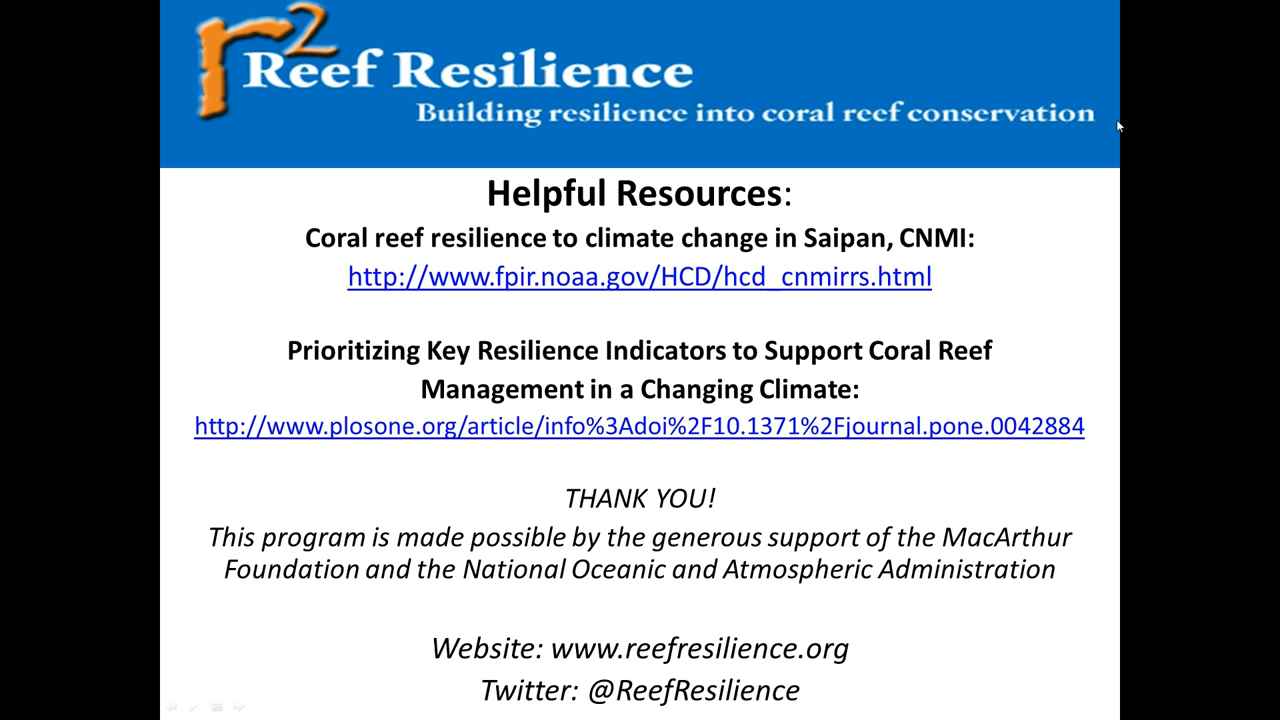 r2
Reef Resilience
Building resilience into coral reef conservation
Helpful Resources:
Coral reef resilience to climate change in Saipan, CNMI:
http://www.fpir.noaa.gov/HCD/hcd_cnmirrs.html
Prioritizing Key Resilience Indicators to Support Coral Reef
Management in a Changing Climate:
http://www.plosone.org/article/info%3Adoi%2F10.1371%2Fjournal.pone.0042884
THANK YOU!
This program is made possible by the generous support of the MacArthur
Foundation and the National Oceanic and Atmospheric Administration
Website: www.reefresilience.org
Twitter: @ReefResilience